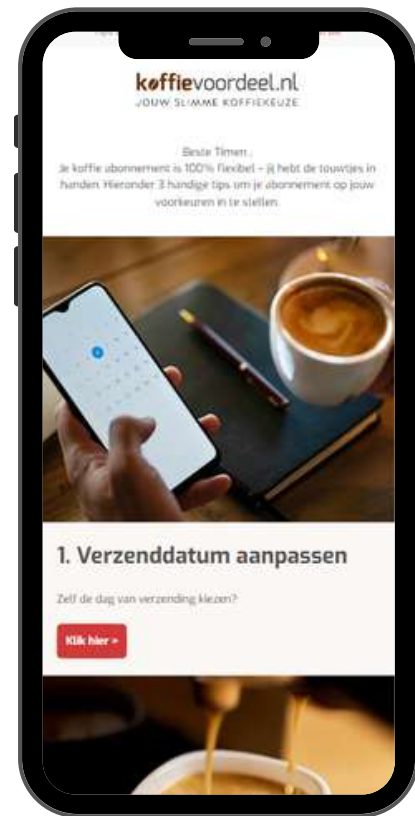 koffievoordeel.nl
JOUW SLIMME KOFFIEKEUZE
Beste Timen ,
Je koffie abonnement is 100% flexibel – jij hebt de touwtjes in
handen. Hieronder 3 handige tips om je abonnement op jouw
voorkeuren in te stellen.
1. Verzenddatum aanpassen
Zelf de dag van verzending kiezen?
Klik hier >